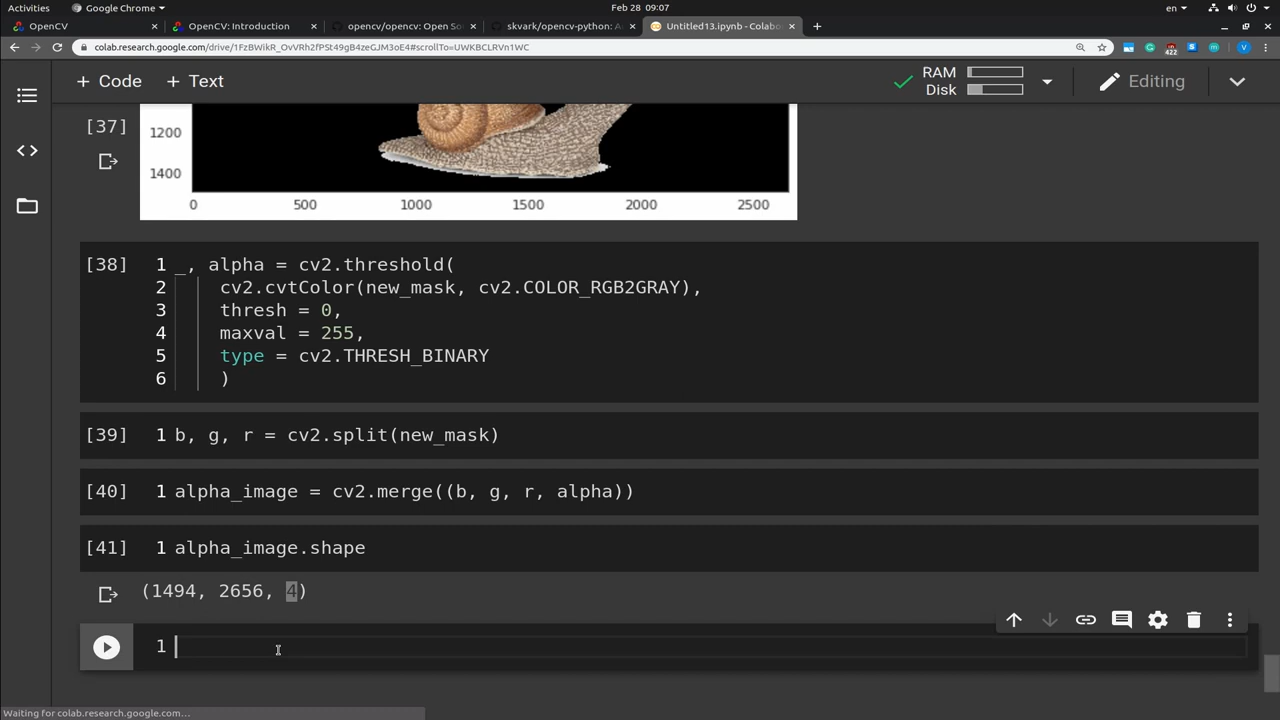 Activities
Google Chrome
Feb 28 09:07
en
OpenCV
OpenCV: Introduction
opencv/opencv: Open So
skvark/opencv-python: A
Untitled13.ipynb - Colabo
colab.research.google.com/drive/1FzBWikR_OvVRh2fPSt49gB4zeGJM3oE4#scrollTo=UWKBCLRVn1WC
422
V
+ Code
+ Text
RAM
Disk
Editing
[37]
1200
1400
0 500 1000 1500 2000 2500
[38]
1 _, alpha = cv2.threshold(
2 cv2.cvtColor(new_mask, cv2.COLOR_RGB2GRAY),
3 thresh = 0,
4 maxval = 255,
5 type = cv2.THRESH_BINARY
6 )
[39] 1 b, g, r = cv2.split(new_mask)
[40] 1 alpha_image = cv2.merge((b, g, r, alpha))
[41] 1 alpha_image.shape
(1494, 2656, 4)
1
Waiting for colab.research.google.com...